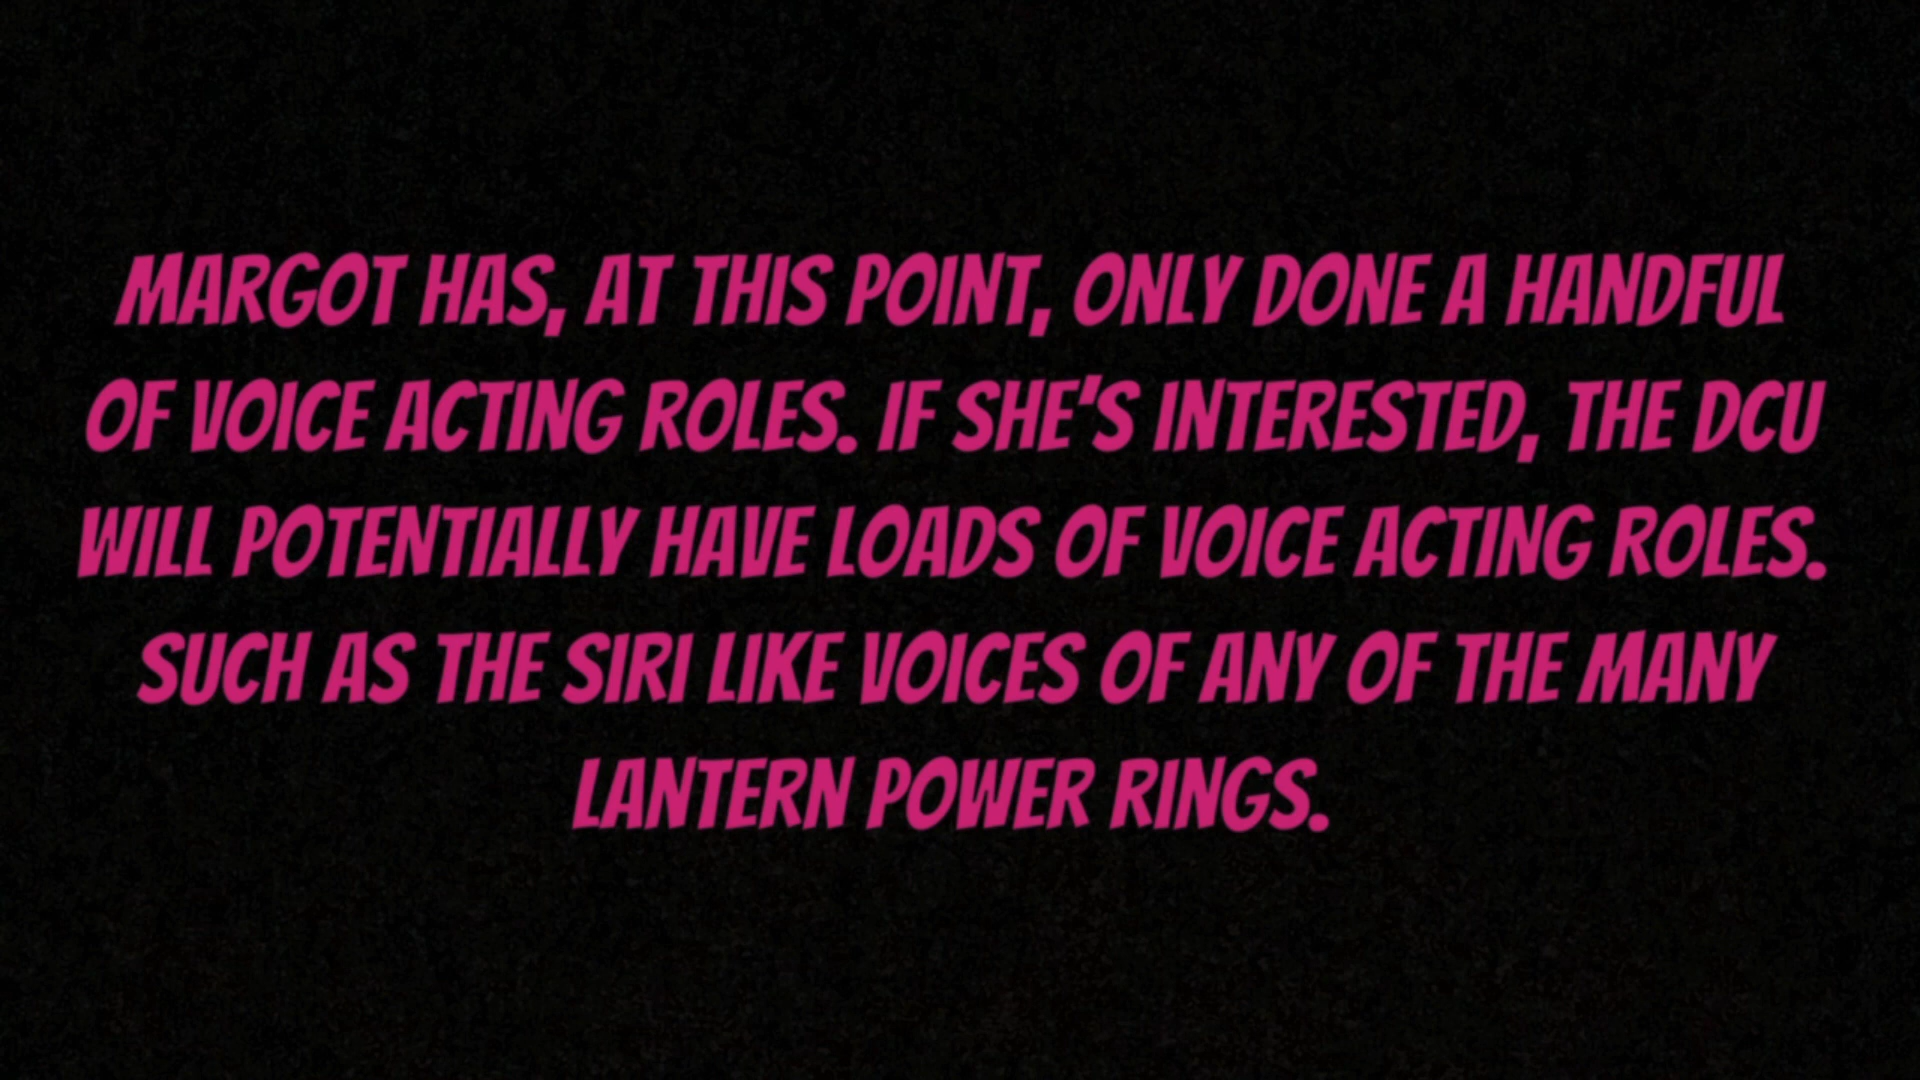 MARGOT HAS, AT THIS POINT, ONLY DONE A HANDFUL
OF VOICE ACTING ROLES. IF SHE'S INTERESTED, THE DCU
WILL POTENTIALLY HAVE LOADS OF VOICE ACTING ROLES.
SUCH AS THE SIRI LIKE VOICES OF ANY OF THE MANY
LANTERN POWER RINGS.